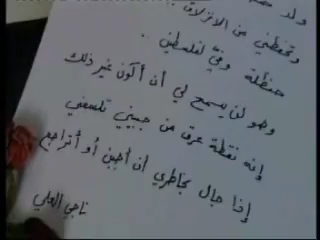 ولد
وتحفظني من الانزلاق
حنظلة وفيّ لفلسطين ..
وهو لن يسمح لي أن أكون غير ذلك
إنه نقطة عرق من جبيني تلسعني
إذا جال بخاطري أن أجبن أو أتراجع
ناجي العلي